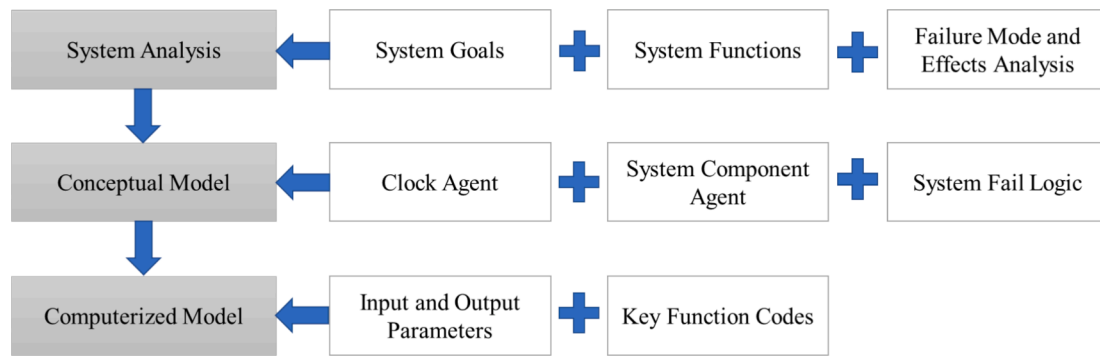 System Analysis
System Goals
System Functions
Failure Mode and
Effects Analysis
Conceptual Model
Clock Agent
System Component
Agent
System Fail Logic
Computerized Model
Input and Output
Parameters
Key Function Codes